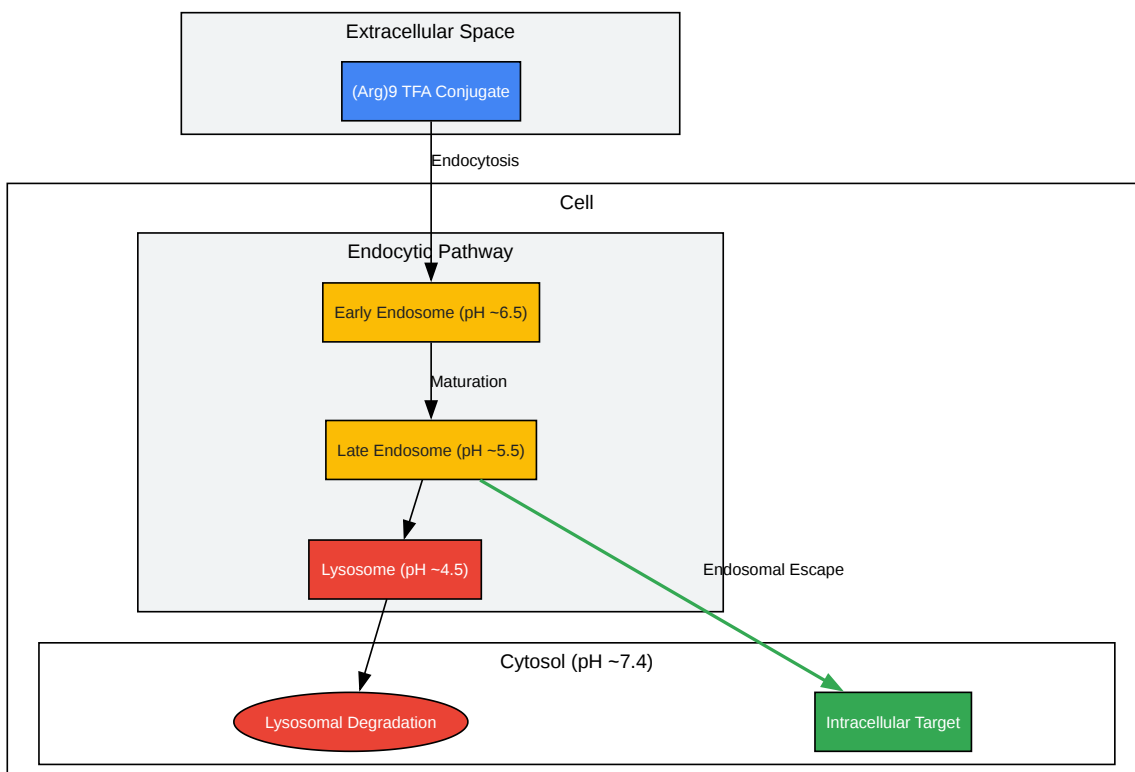 Extracellular Space
(Arg)9 TFA Conjugate
Endocytosis
Cell
Endocytic Pathway
Early Endosome (pH ~6.5)
Maturation
Late Endosome (pH ~5.5)
Lysosome (pH ~4.5)
Endosomal Escape
Cytosol (pH ~7.4)
Lysosomal Degradation
Intracellular Target